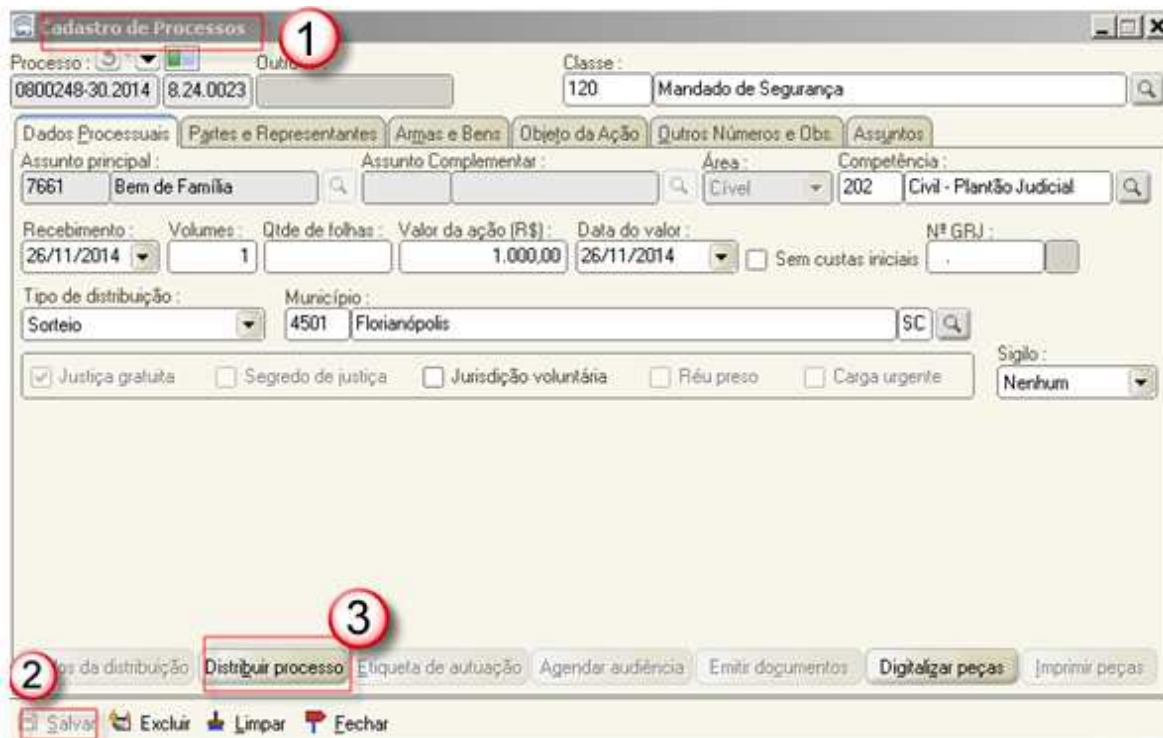 Cadastro de Processos
1
Processo : Classe :
0800248-30.2014 8.24.0023 120 Mandado de Segurança
Dados Processuais Partes e Representantes Armas e Bens Objeto da Ação Outros Números e Obs. Assuntos
Assunto principal : Assunto Complementar : Área : Competência :
7661 Bem de Família Cível 202 Civil - Plantão Judicial
Recebimento : Volumes : Qtde de folhas : Valor da ação (R$) : Data do valor : Nº GRJ :
26/11/2014 1 1.000,00 26/11/2014 Sem custas iniciais .
Tipo de distribuição : Município :
Sorteio 4501 Florianópolis SC
Sigilo :
Justiça gratuita Segredo de justiça Jurisdição voluntária Réu preso Carga urgente Nenhum
3
2
da distribuição Distribuir processo Etiqueta de autuação Agendar audiência Emitir documentos Digitalizar peças Imprimir peças
Salvar Excluir Limpar Fechar